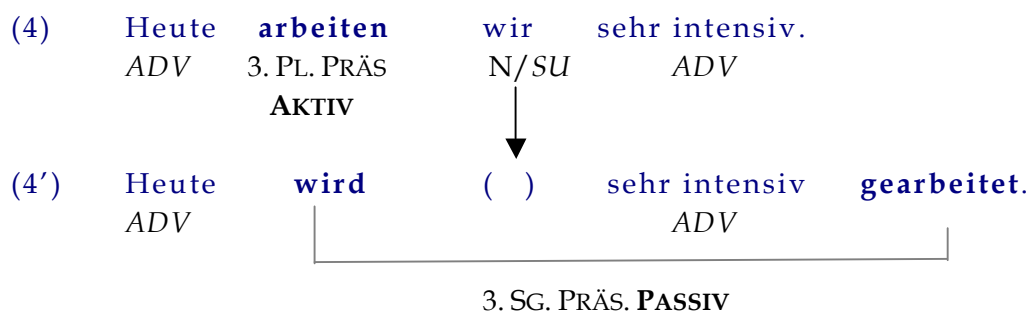 (4) Heute arbeiten wir sehr intensiv.
ADV 3. PL. PRÄS N/SU ADV
AKTIV
(4') Heute wird ( ) sehr intensiv gearbeitet.
ADV ADV
3. SG. PRÄS. PASSIV